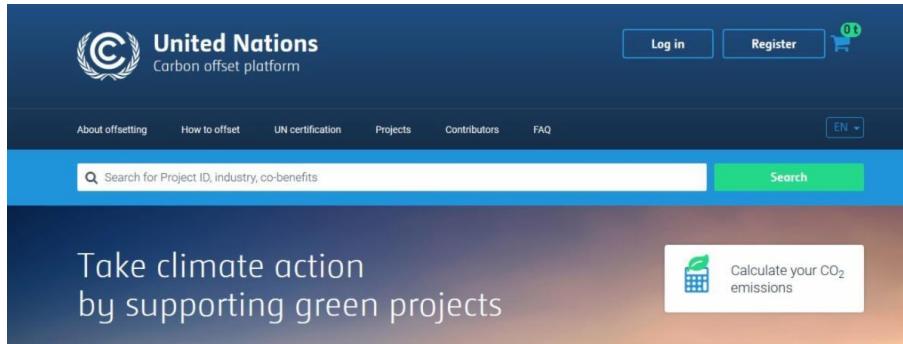 United Nations
Carbon offset platform
Log in
Register
0 t
About offsetting
How to offset
UN certification
Projects
Contributors
FAQ
EN
Search for Project ID, industry, co-benefits
Search
Take climate action
by supporting green projects
Calculate your CO₂
emissions